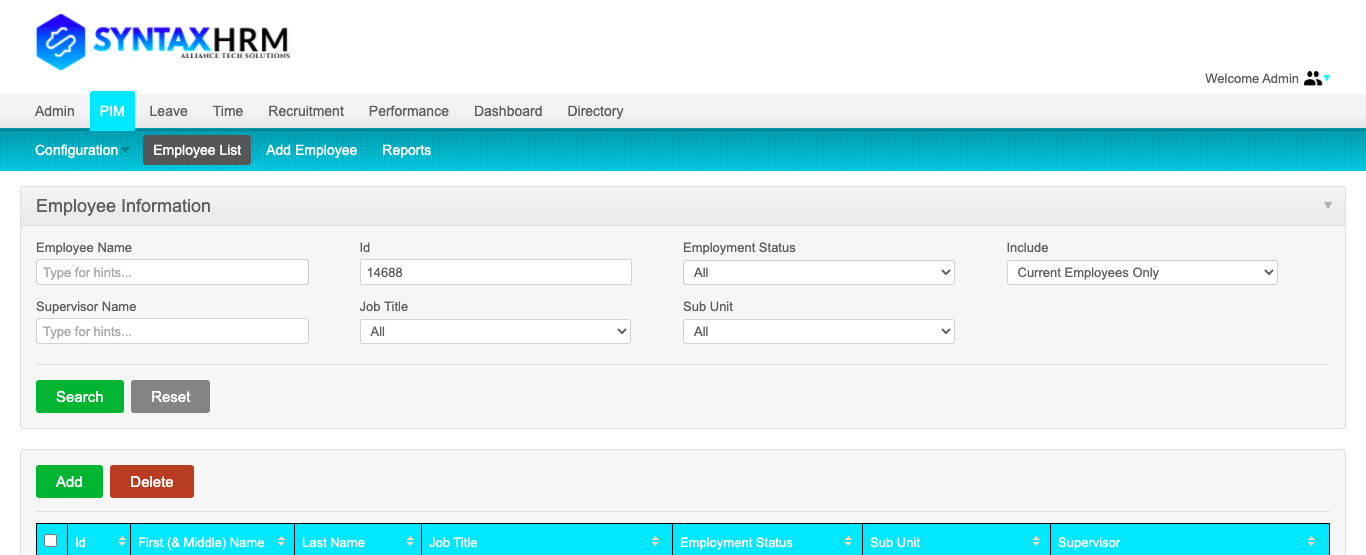 SYNTAXHRM
ALLIANCE TECH SOLUTIONS
Welcome Admin
Admin PIM Leave Time Recruitment Performance Dashboard Directory
Configuration Employee List Add Employee Reports
Employee Information
Employee Name Id Employment Status Include
Type for hints... 14688 All Current Employees Only
Supervisor Name Job Title Sub Unit
Type for hints... All All
Search Reset
Add Delete
Id First (& Middle) Name Last Name Job Title Employment Status Sub Unit Supervisor